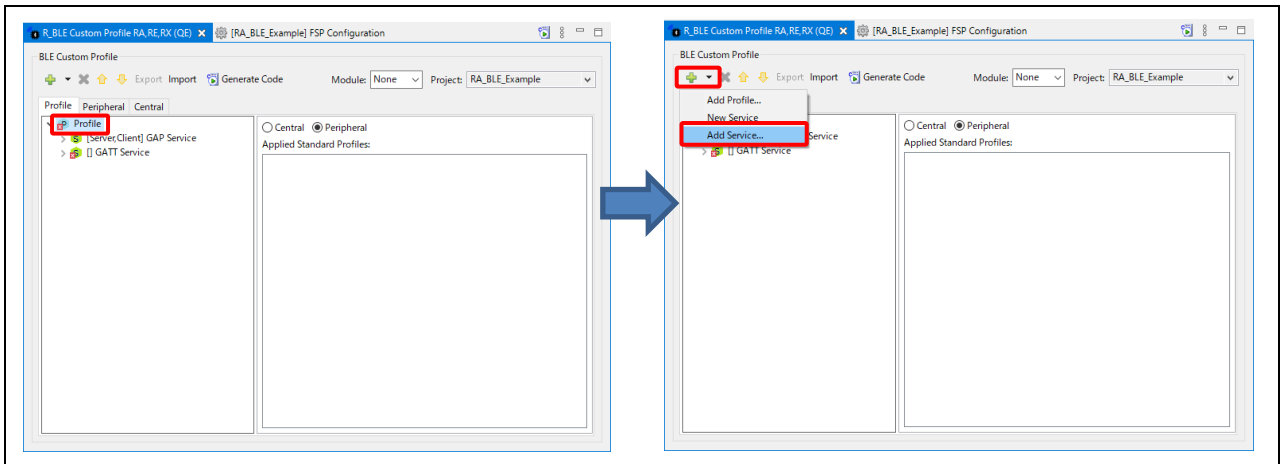 R_BLE Custom Profile RA,RE,RX (QE)
[RA_BLE_Example] FSP Configuration
BLE Custom Profile
Export Import Generate Code Module: None Project: RA_BLE_Example
Profile Peripheral Central
Profile
[Server,Client] GAP Service
[] GATT Service
Central Peripheral
Applied Standard Profiles:
R_BLE Custom Profile RA,RE,RX (QE)
[RA_BLE_Example] FSP Configuration
BLE Custom Profile
Export Import Generate Code Module: None Project: RA_BLE_Example
Add Profile...
New Service
Add Service...
Service
[] GATT Service
Central Peripheral
Applied Standard Profiles: